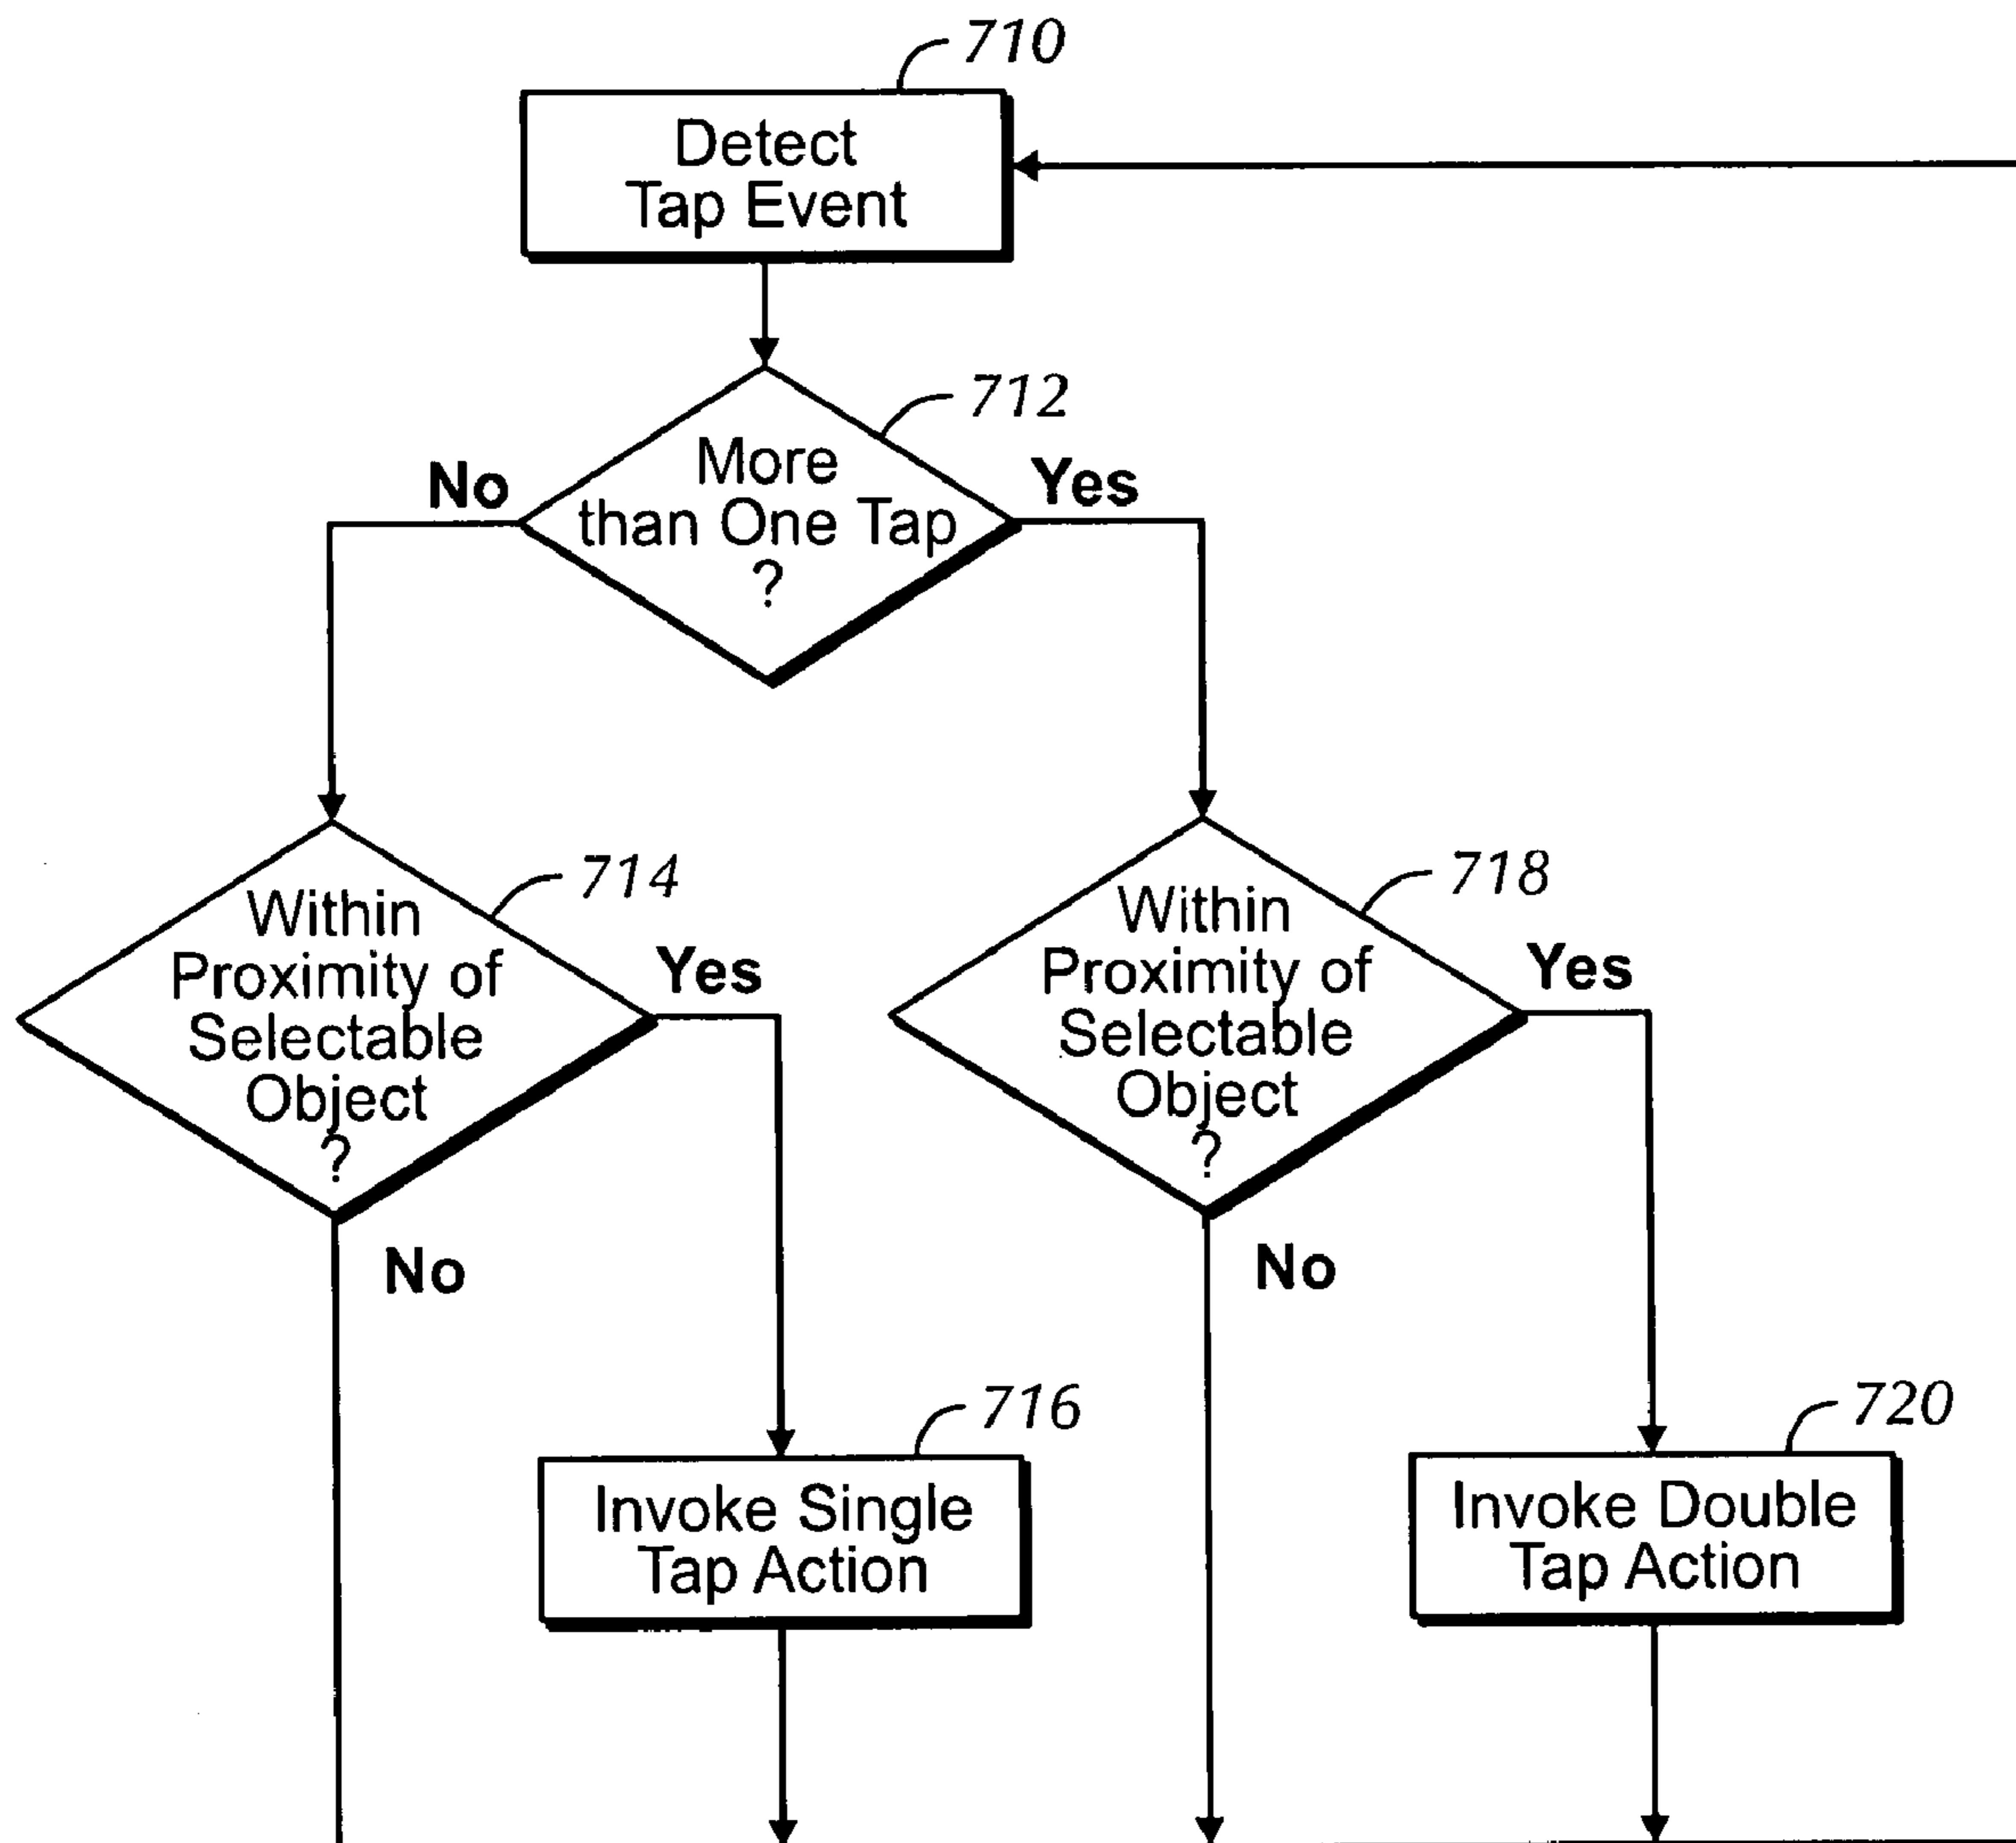 710
Detect
Tap Event
712
More
than One Tap
?
No
Yes
714
Within
Proximity of
Selectable
Object
?
Yes
No
718
Within
Proximity of
Selectable
Object
?
Yes
No
716
Invoke Single
Tap Action
720
Invoke Double
Tap Action